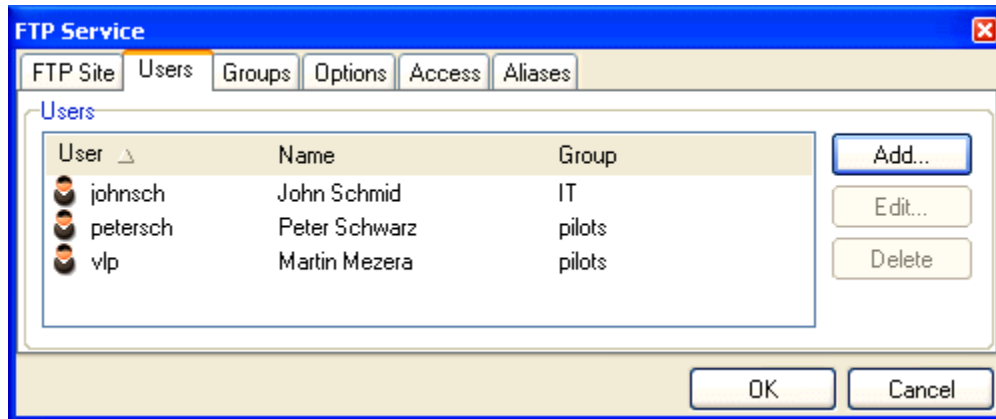 FTP Service
FTP Site Users Groups Options Access Aliases
Users
User Name Group Add...
johnsch John Schmid IT
Edit...
petersch Peter Schwarz pilots
vlp Martin Mezera pilots Delete
OK Cancel